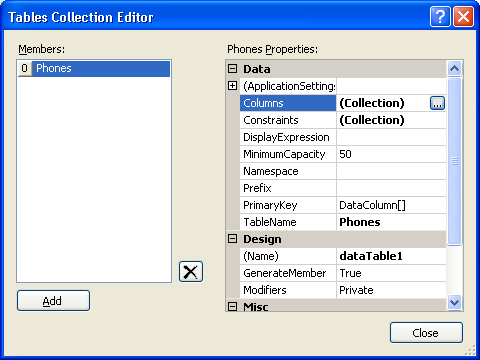 Tables Collection Editor
Members:
0 Phones
Add
Phones Properties:
Data
(ApplicationSettings
Columns (Collection) ...
Constraints (Collection)
DisplayExpression
MinimumCapacity 50
Namespace
Prefix
PrimaryKey DataColumn[]
TableName Phones
Design
(Name) dataTable1
GenerateMember True
Modifiers Private
Misc
Close